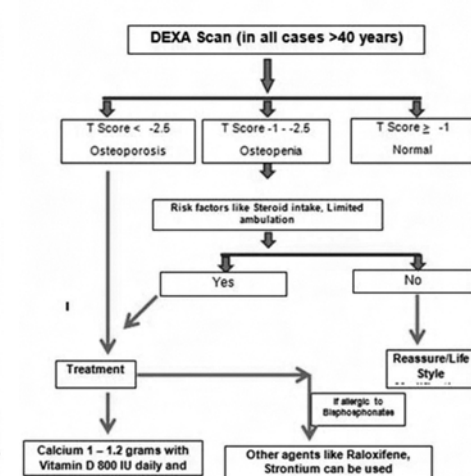 DEXA Scan (in all cases >40 years)
T Score < -2.5
Osteoporosis
T Score -1 - -2.5
Osteopenia
T Score ≥ -1
Normal
Risk factors like Steroid intake, Limited
ambulation
Yes
No
I
Treatment
Reassure/Life
Style
If allergic to
Bisphosphonates
Calcium 1 – 1.2 grams with
Vitamin D 800 IU daily and
Other agents like Raloxifene,
Strontium can be used